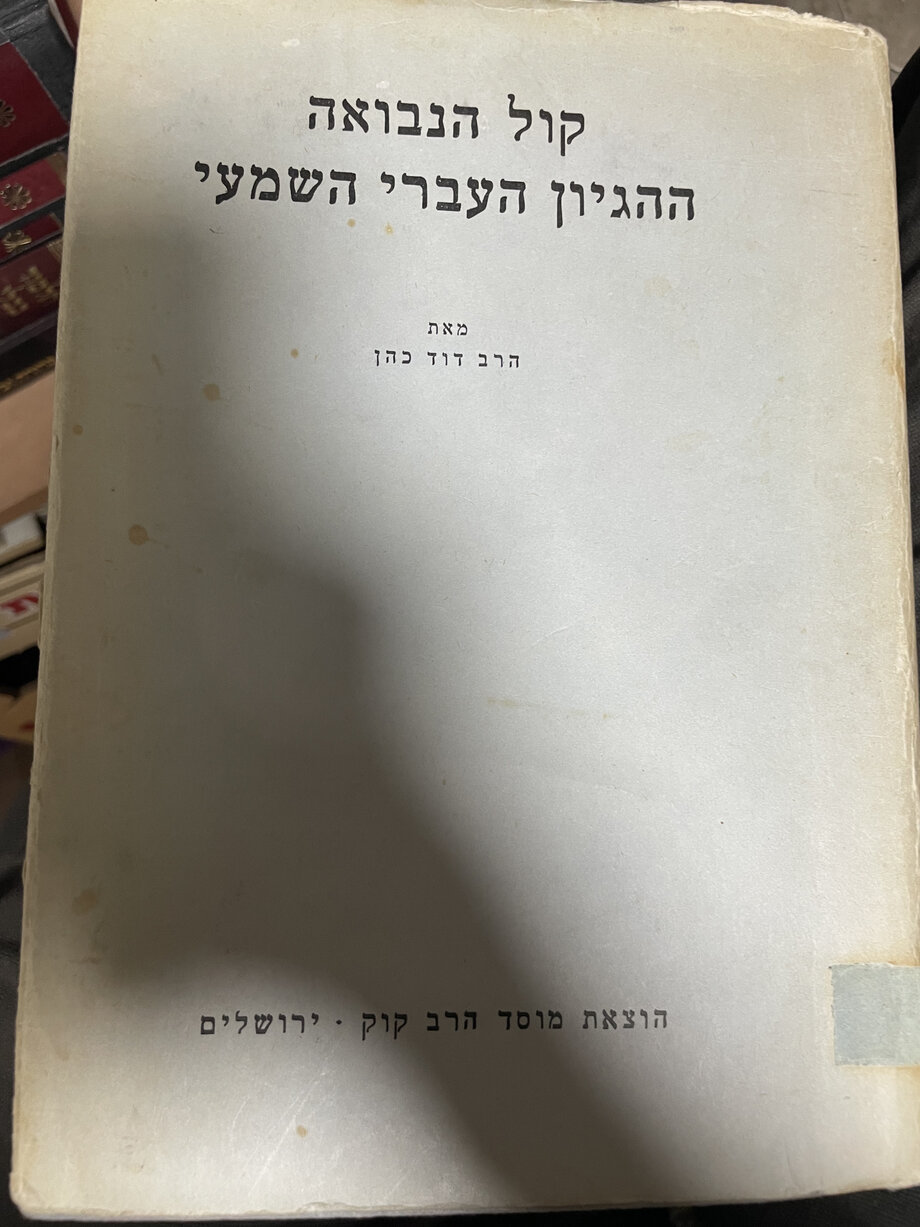 קול הנבואה
ההגיון העברי השמעי
מאת
הרב דוד כהן
הוצאת מוסד הרב קוק · ירושלים